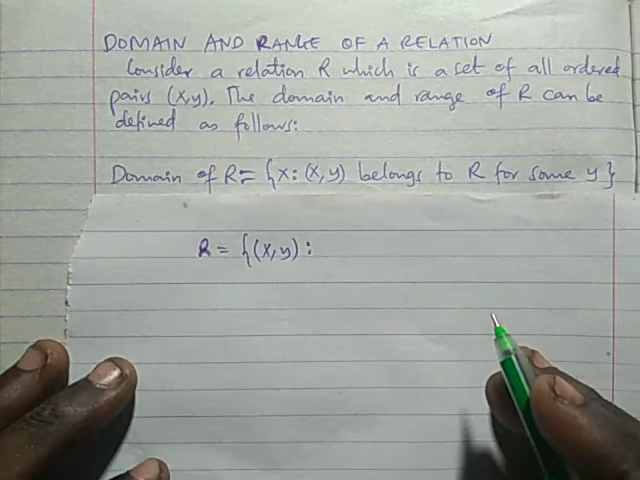 DOMAIN AND RANGE OF A RELATION
Consider a relation R which is a set of all ordered
pairs (x,y). The domain and range of R can be
defined as follows:
Domain of R = {x: (x,y) belongs to R for some y}
R = {(x,y):